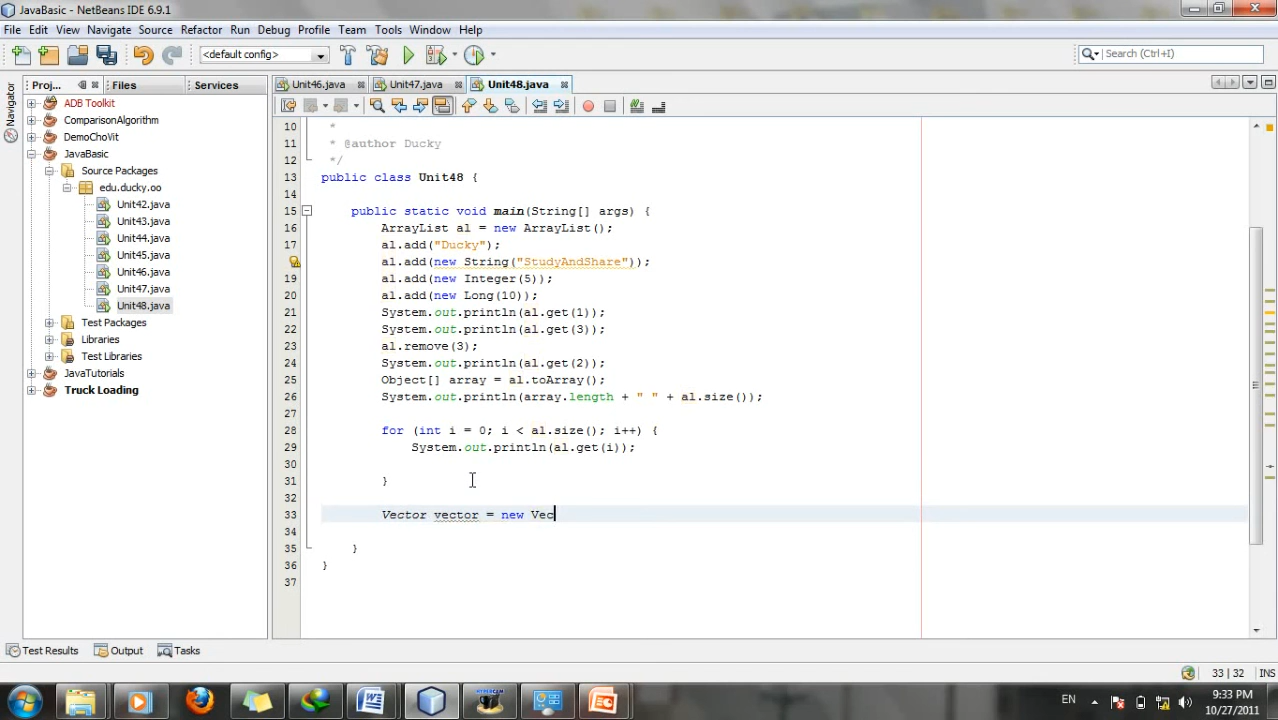 JavaBasic - NetBeans IDE 6.9.1
File Edit View Navigate Source Refactor Run Debug Profile Team Tools Window Help
<default config>
Search (Ctrl+I)
Proj... Files Services
Unit46.java Unit47.java Unit48.java
Navigator
ADB Toolkit
ComparisonAlgorithm
DemoChoVit
JavaBasic
Source Packages
edu.ducky.oo
Unit42.java
Unit43.java
Unit44.java
Unit45.java
Unit46.java
Unit47.java
Unit48.java
Test Packages
Libraries
Test Libraries
JavaTutorials
Truck Loading
10 *
11 * @author Ducky
12 */
13 public class Unit48 {
14
15 public static void main(String[] args) {
16 ArrayList al = new ArrayList();
17 al.add("Ducky");
al.add(new String("StudyAndShare"));
19 al.add(new Integer(5));
20 al.add(new Long(10));
21 System.out.println(al.get(1));
22 System.out.println(al.get(3));
23 al.remove(3);
24 System.out.println(al.get(2));
25 Object[] array = al.toArray();
26 System.out.println(array.length + " " + al.size());
27
28 for (int i = 0; i < al.size(); i++) {
29 System.out.println(al.get(i));
30
31 }
32
33 Vector vector = new Vec
34
35 }
36 }
37
Test Results Output Tasks
33 | 32 INS
EN
9:33 PM
10/27/2011